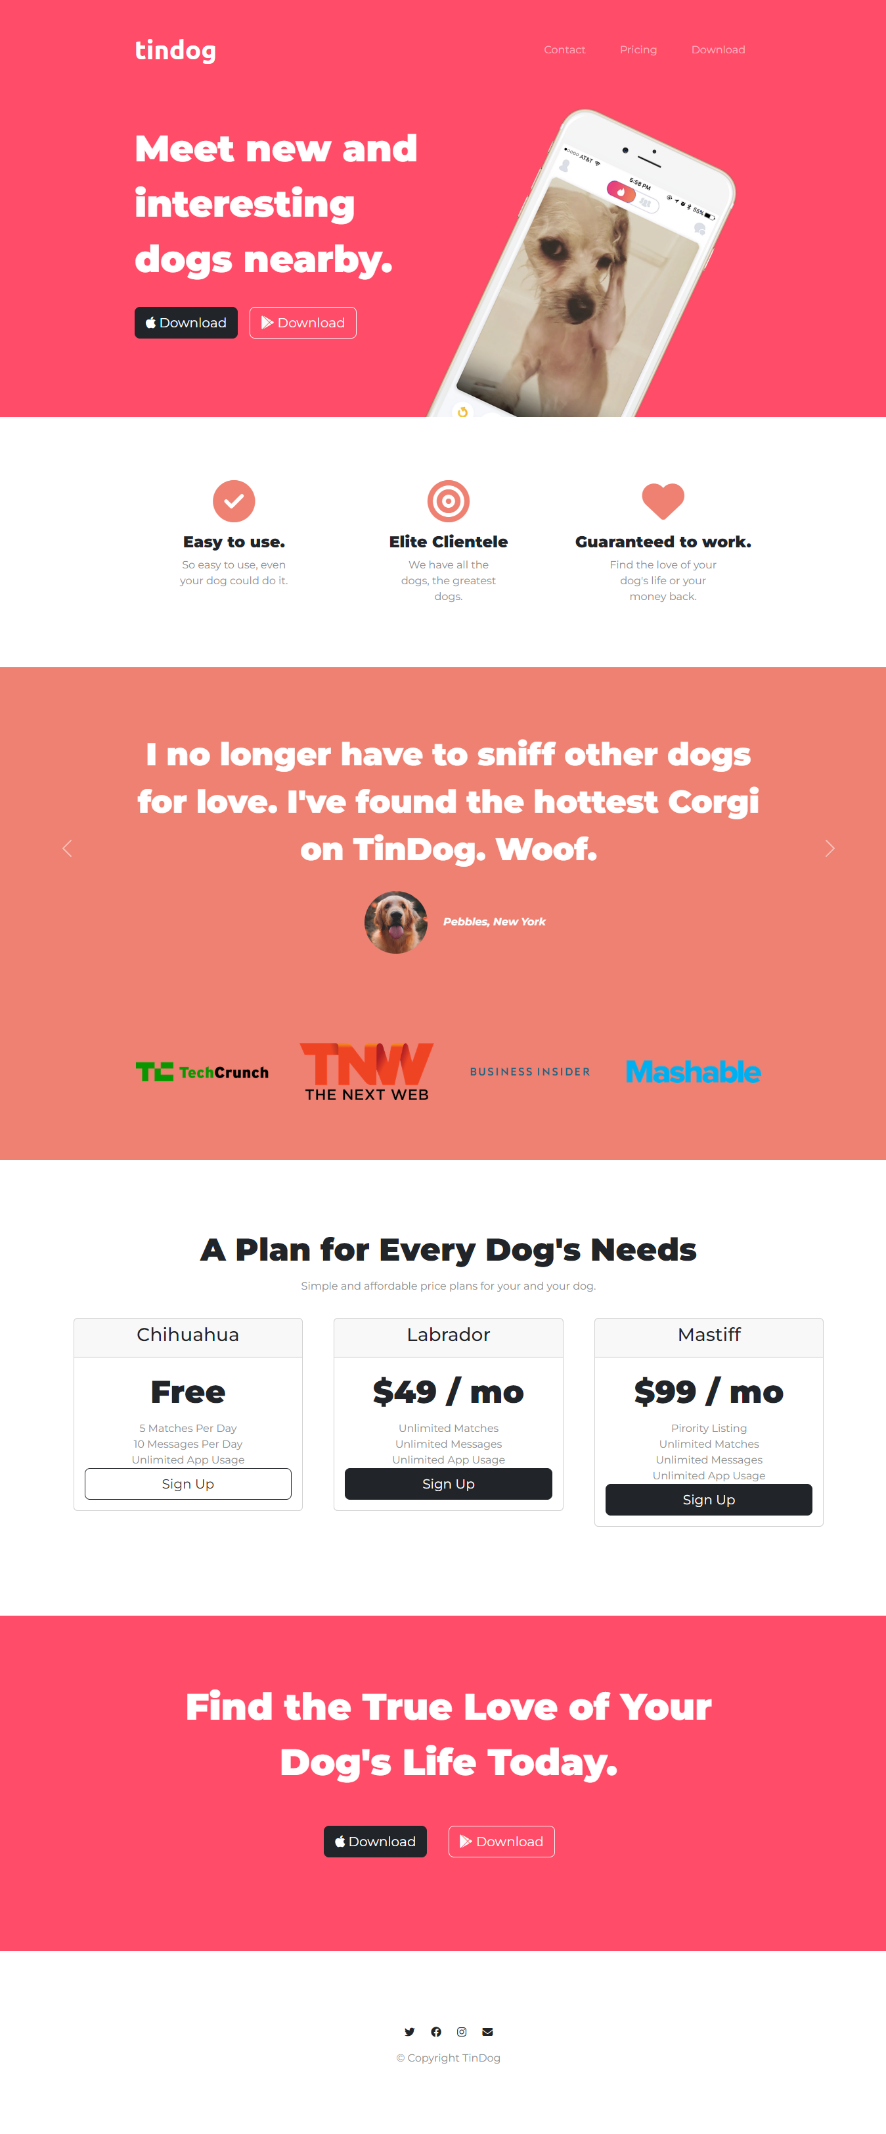 tindog
Contact Pricing Download
Meet new and
interesting
dogs nearby.
Download Download
AT&T 5:58 PM 55%
Easy to use. Elite Clientele Guaranteed to work.
So easy to use, even
your dog could do it.
We have all the
dogs, the greatest
dogs.
Find the love of your
dog's life or your
money back.
I no longer have to sniff other dogs
for love. I've found the hottest Corgi
on TinDog. Woof.
Pebbles, New York
TC TechCrunch
TNW
THE NEXT WEB
BUSINESS INSIDER
Mashable
A Plan for Every Dog's Needs
Simple and affordable price plans for your and your dog.
Chihuahua
Free
5 Matches Per Day
10 Messages Per Day
Unlimited App Usage
Sign Up
Labrador
$49 / mo
Unlimited Matches
Unlimited Messages
Unlimited App Usage
Sign Up
Mastiff
$99 / mo
Pirority Listing
Unlimited Matches
Unlimited Messages
Unlimited App Usage
Sign Up
Find the True Love of Your
Dog's Life Today.
Download Download
© Copyright TinDog